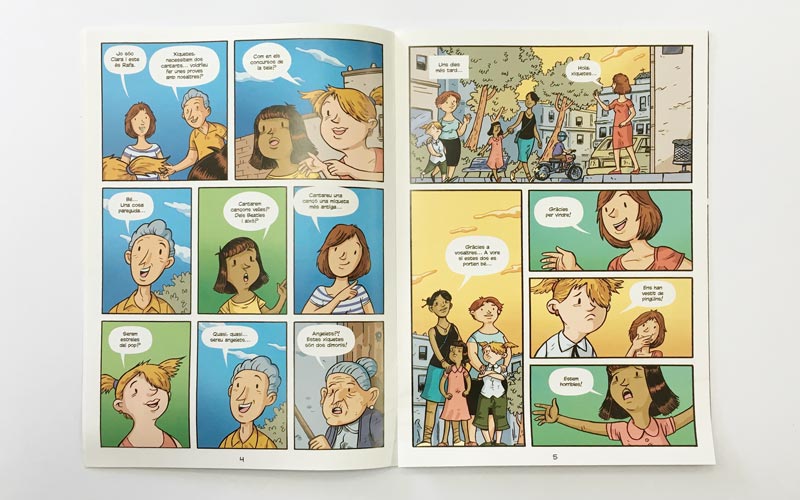 Jo sóc
Clara i este
és Rafa.
Xiquetes,
necessitem dos
cantants... voldríeu
fer unes proves
amb nosaltres?
Com en els
concursos de
la tele?
Bé...
Una cosa
pareguda...
Cantarem
cançons velles?
Dels Beatles
i això?
Cantareu una
cançó una miqueta
més antiga...
Serem
estreles
del pop?
Quasi, quasi...
sereu angelets...
Angelets?!
Estes xiquetes
són dos dimonis!
4
Uns dies
més tard...
Hola,
xiquetes...
Gràcies a
vosaltres... A vore
si estes dos es
porten bé...
Gràcies
per vindre!
Ens han
vestit de
pingüins!
Estem
horribles!
5